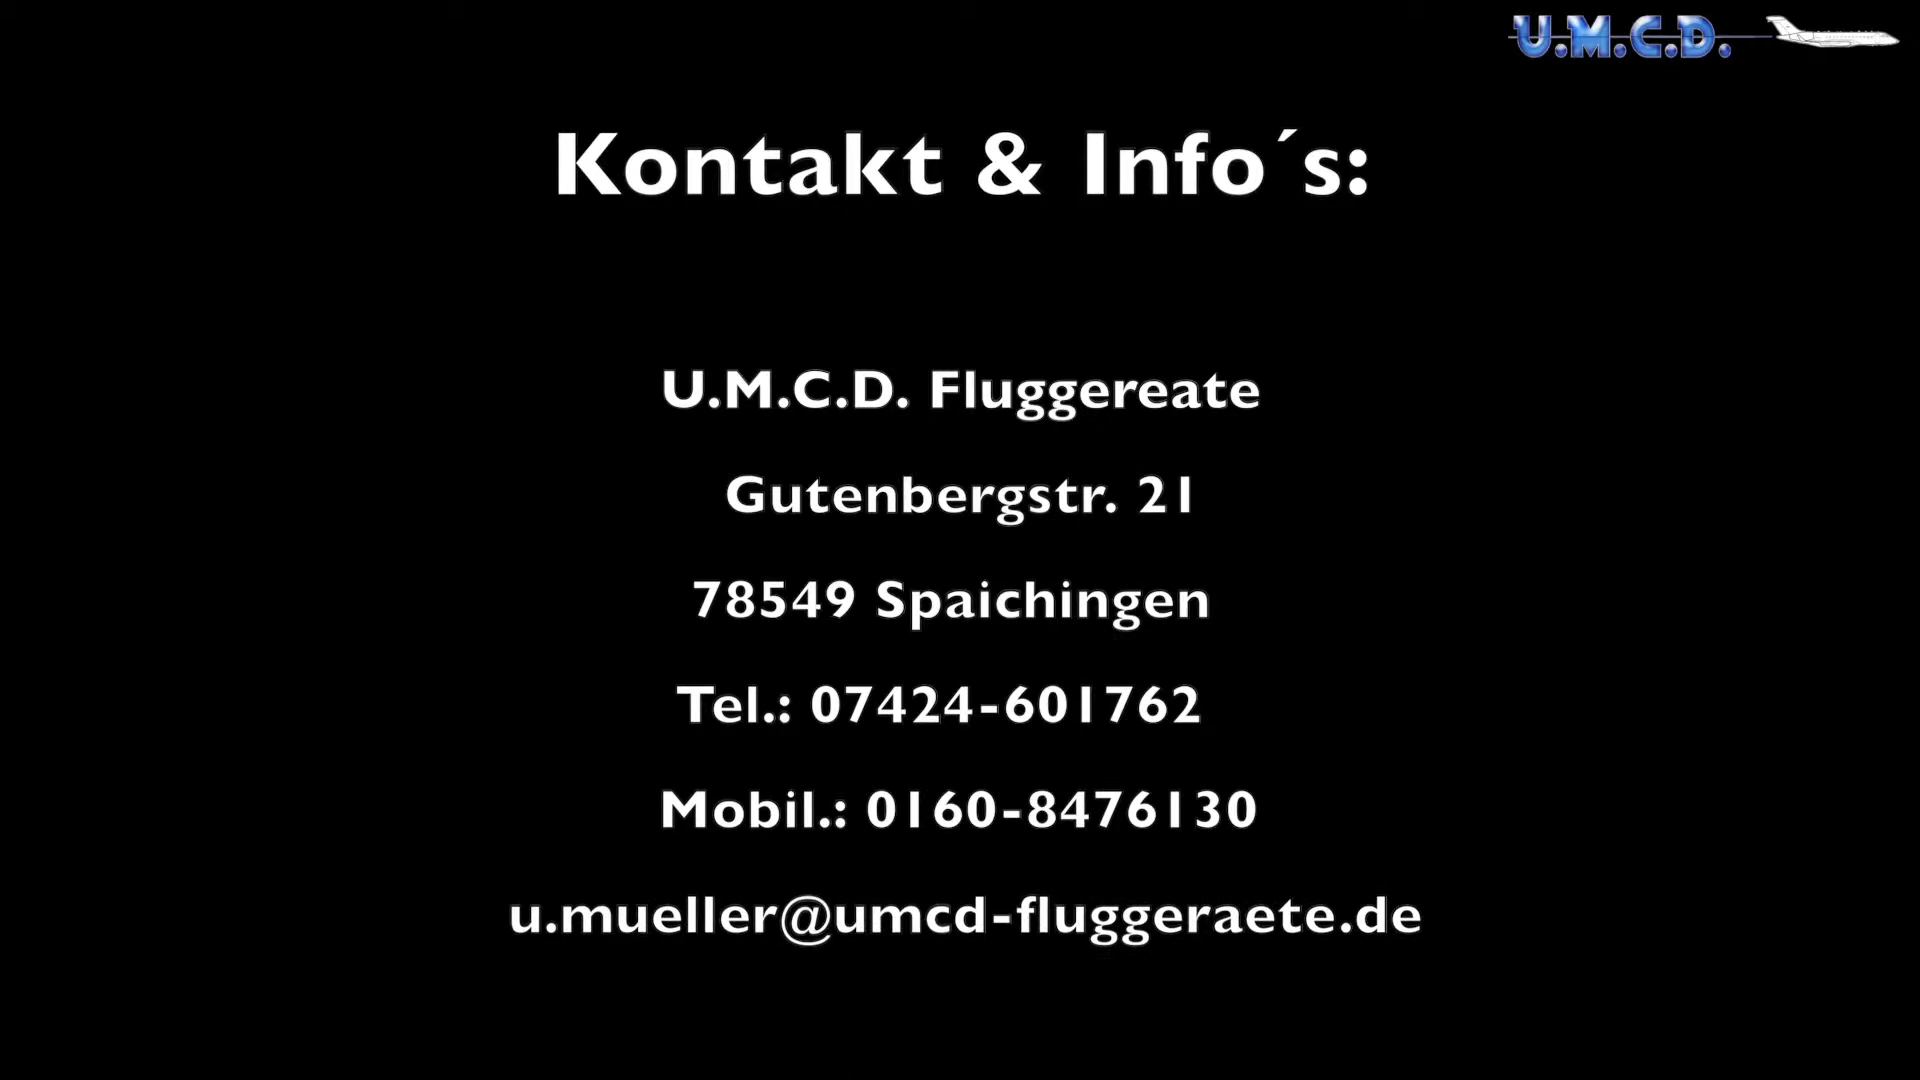 U.M.C.D.
Kontakt & Info´s:
U.M.C.D. Fluggereate
Gutenbergstr. 21
78549 Spaichingen
Tel.: 07424-601762
Mobil.: 0160-8476130
u.mueller@umcd-fluggeraete.de